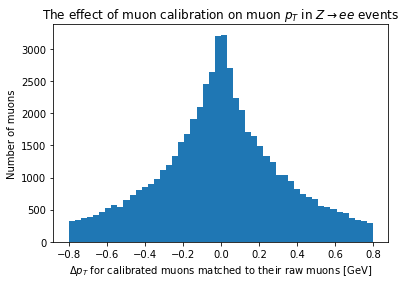 The effect of muon calibration on muon $p_T$ in $Z \rightarrow ee$ events
Number of muons
3000
2500
2000
1500
1000
500
0
−0.8 −0.6 −0.4 −0.2 0.0 0.2 0.4 0.6 0.8
$\Delta p_T$ for calibrated muons matched to their raw muons [GeV]